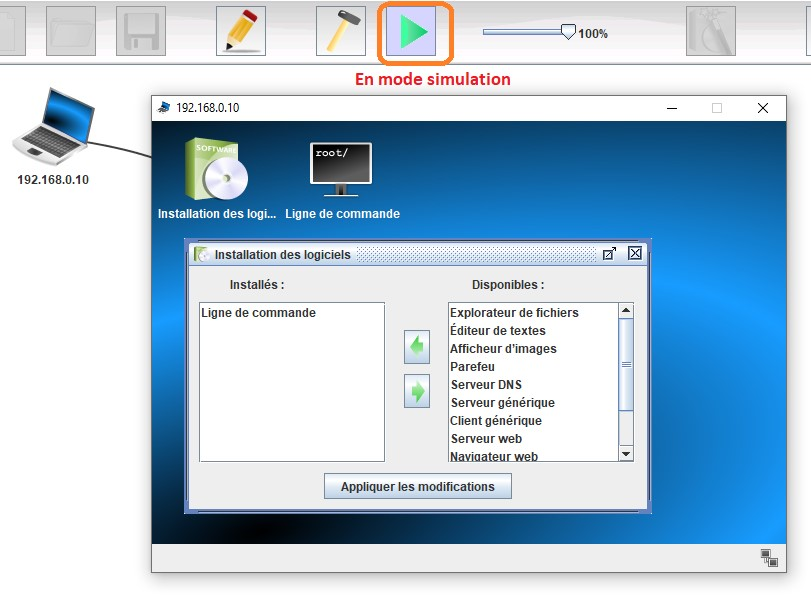 100%
En mode simulation
192.168.0.10
192.168.0.10
SOFTWARE
root/
Installation des logi... Ligne de commande
Installation des logiciels
Installés : Disponibles :
Ligne de commande
Explorateur de fichiers
Éditeur de textes
Afficheur d'images
Parefeu
Serveur DNS
Serveur générique
Client générique
Serveur web
Navigateur web
Appliquer les modifications